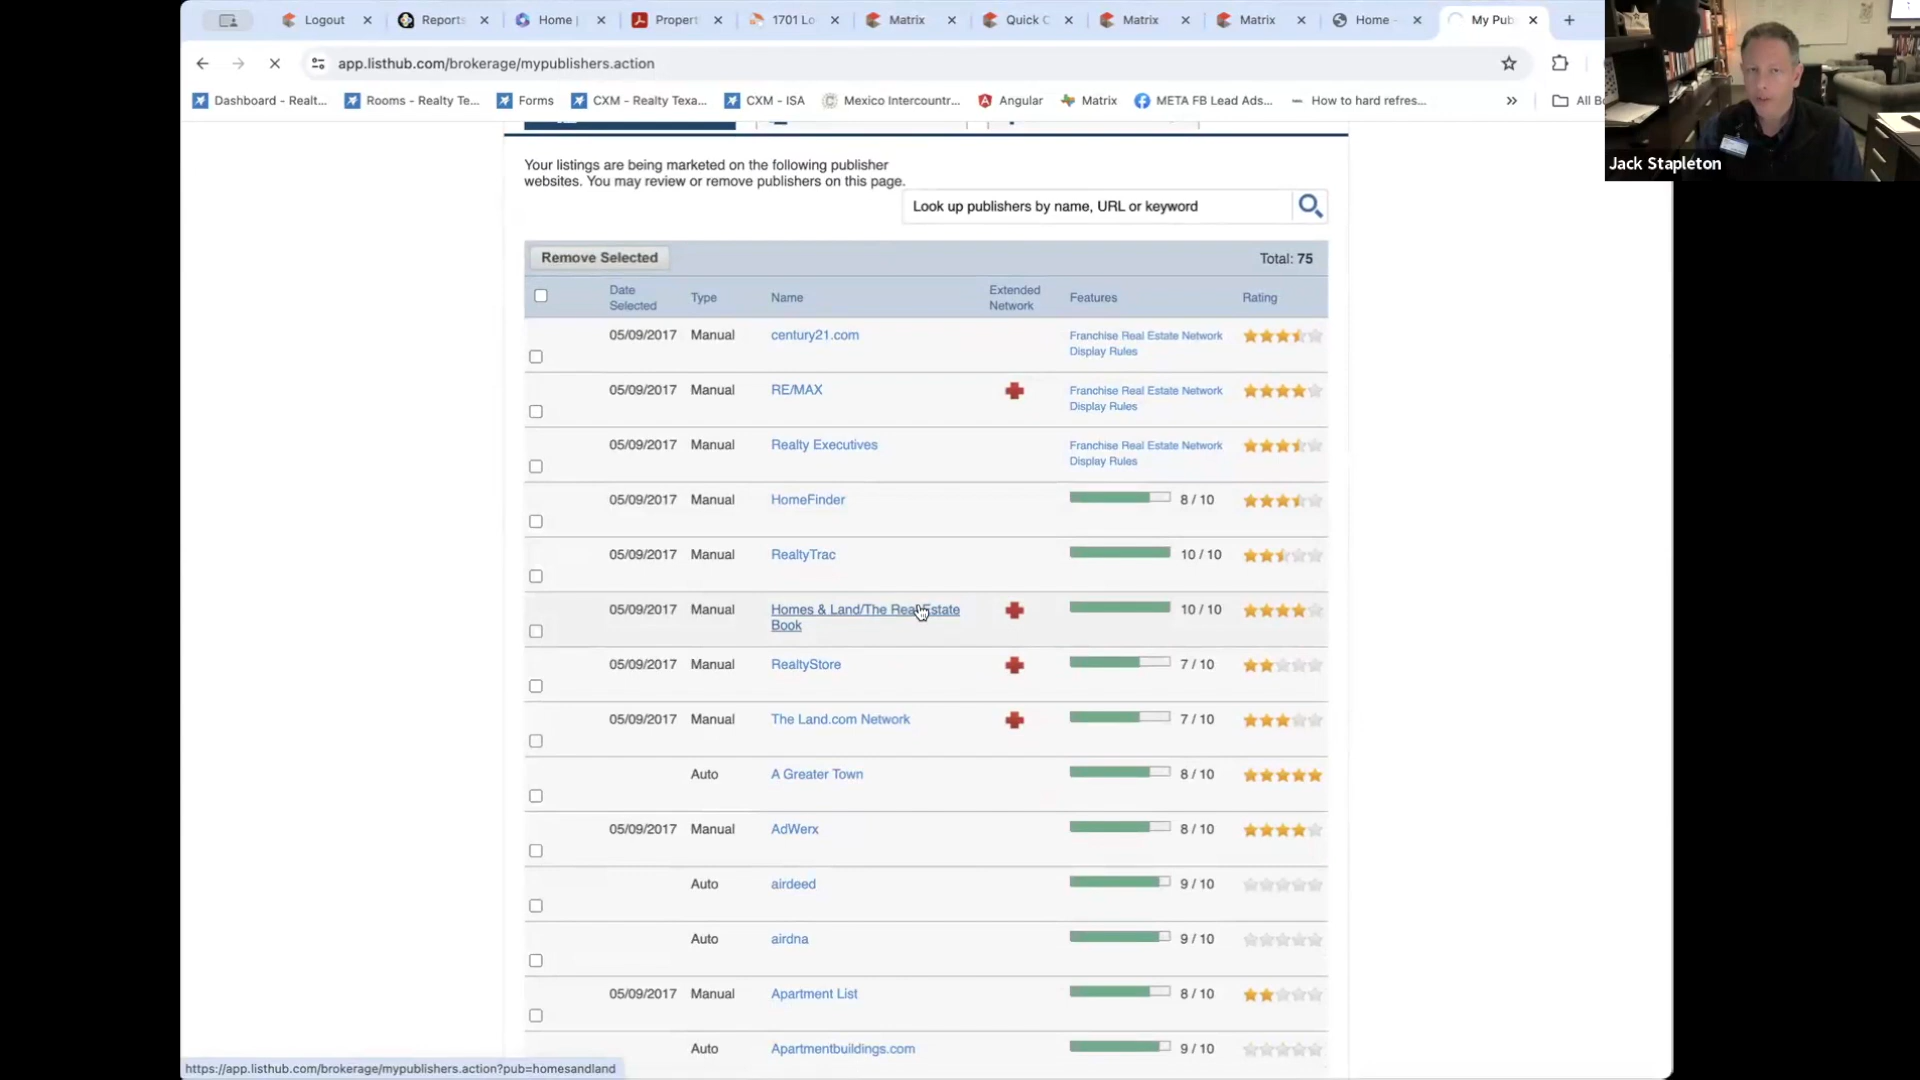 Logout
Reports
Home |
Propert
1701 Lo
Matrix
Quick C
Matrix
Matrix
Home -
My Pub
app.listhub.com/brokerage/mypublishers.action
Dashboard - Realt...
Rooms - Realty Te...
Forms
CXM - Realty Texa...
CXM - ISA
Mexico Intercountr...
Angular
Matrix
META FB Lead Ads...
How to hard refres...
All Bo
Jack Stapleton
Your listings are being marketed on the following publisher
websites. You may review or remove publishers on this page.
Look up publishers by name, URL or keyword
Remove Selected
Total: 75
Date Selected
Type
Name
Extended Network
Features
Rating
05/09/2017 Manual century21.com Franchise Real Estate Network
Display Rules
05/09/2017 Manual RE/MAX Franchise Real Estate Network
Display Rules
05/09/2017 Manual Realty Executives Franchise Real Estate Network
Display Rules
05/09/2017 Manual HomeFinder 8 / 10
05/09/2017 Manual RealtyTrac 10 / 10
05/09/2017 Manual Homes & Land/The Real Estate 10 / 10
Book
05/09/2017 Manual RealtyStore 7 / 10
05/09/2017 Manual The Land.com Network 7 / 10
Auto A Greater Town 8 / 10
05/09/2017 Manual AdWerx 8 / 10
Auto airdeed 9 / 10
Auto airdna 9 / 10
05/09/2017 Manual Apartment List 8 / 10
Auto Apartmentbuildings.com 9 / 10
https://app.listhub.com/brokerage/mypublishers.action?pub=homesandland